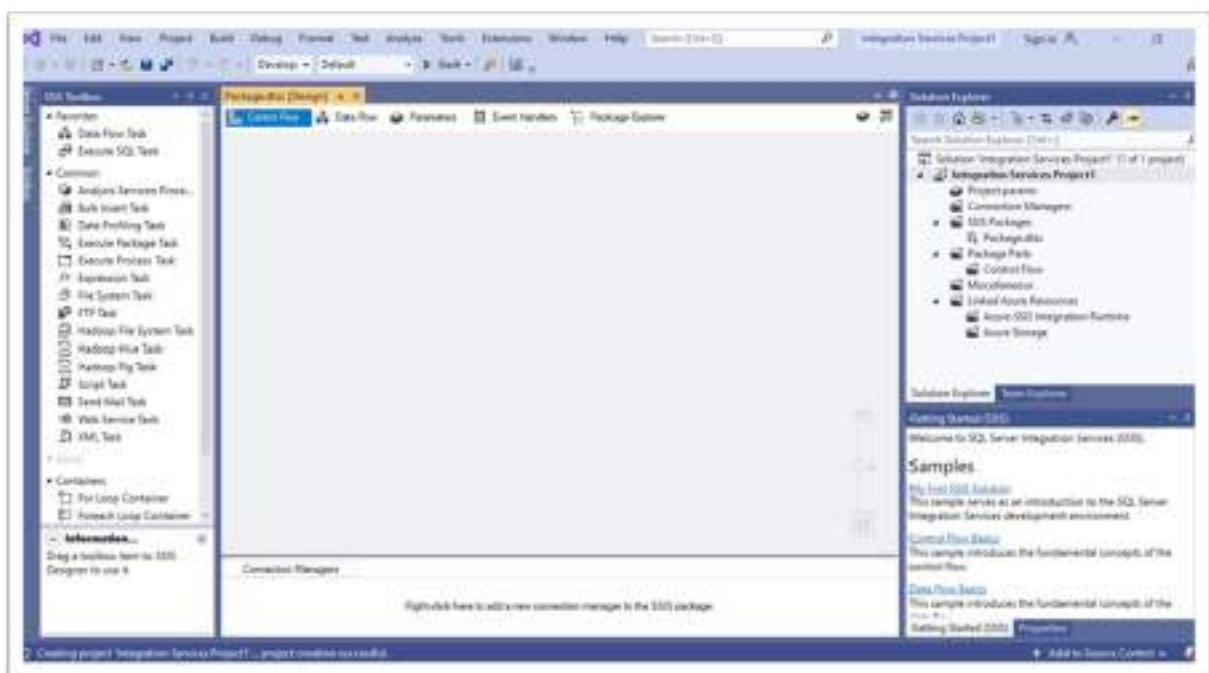 File Edit View Project Build Debug Format Test Analyze Tools Extensions Window Help Search (Ctrl+Q) Integration Services Project1 Sign in
Develop Default Start
SSIS Toolbox
Favorites
Data Flow Task
Execute SQL Task
Common
Analysis Services Proce...
Bulk Insert Task
Data Profiling Task
Execute Package Task
Execute Process Task
Expression Task
File System Task
FTP Task
Hadoop File System Task
Hadoop Hive Task
Hadoop Pig Task
Script Task
Send Mail Task
Web Service Task
XML Task
Containers
For Loop Container
Foreach Loop Container
Information...
Drag a toolbox item to SSIS
Designer to use it
Package.dtsx [Design]
Control Flow Data Flow Parameters Event Handlers Package Explorer
Connection Managers
Right-click here to add a new connection manager to the SSIS package.
Solution Explorer
Search Solution Explorer (Ctrl+;)
Solution 'Integration Services Project1' (1 of 1 project)
Integration Services Project1
Project.params
Connection Managers
SSIS Packages
Package.dtsx
Package Parts
Control Flow
Miscellaneous
Linked Azure Resources
Azure-SSIS Integration Runtime
Azure Storage
Solution Explorer Team Explorer
Getting Started (SSIS)
Welcome to SQL Server Integration Services (SSIS).
Samples
My First SSIS Solution
This sample serves as an introduction to the SQL Server
Integration Services development environment.
Control Flow Basics
This sample introduces the fundamental concepts of the
control flow.
Data Flow Basics
This sample introduces the fundamental concepts of the
Getting Started (SSIS) Properties
Creating project 'Integration Services Project1'... project creation successful.
Add to Source Control